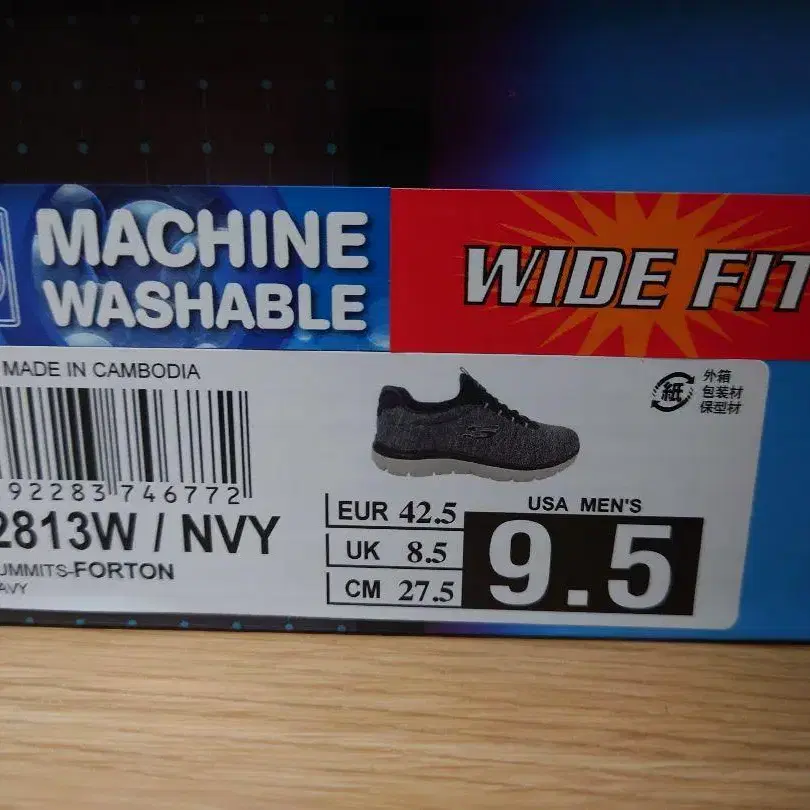 MACHINE
WASHABLE
WIDE FIT
MADE IN CAMBODIA
92283 746772
2813W / NVY
UMMITS-FORTON
AVY
紙
外箱
包装材
保型材
EUR 42.5
UK 8.5
CM 27.5
USA MEN'S
9.5